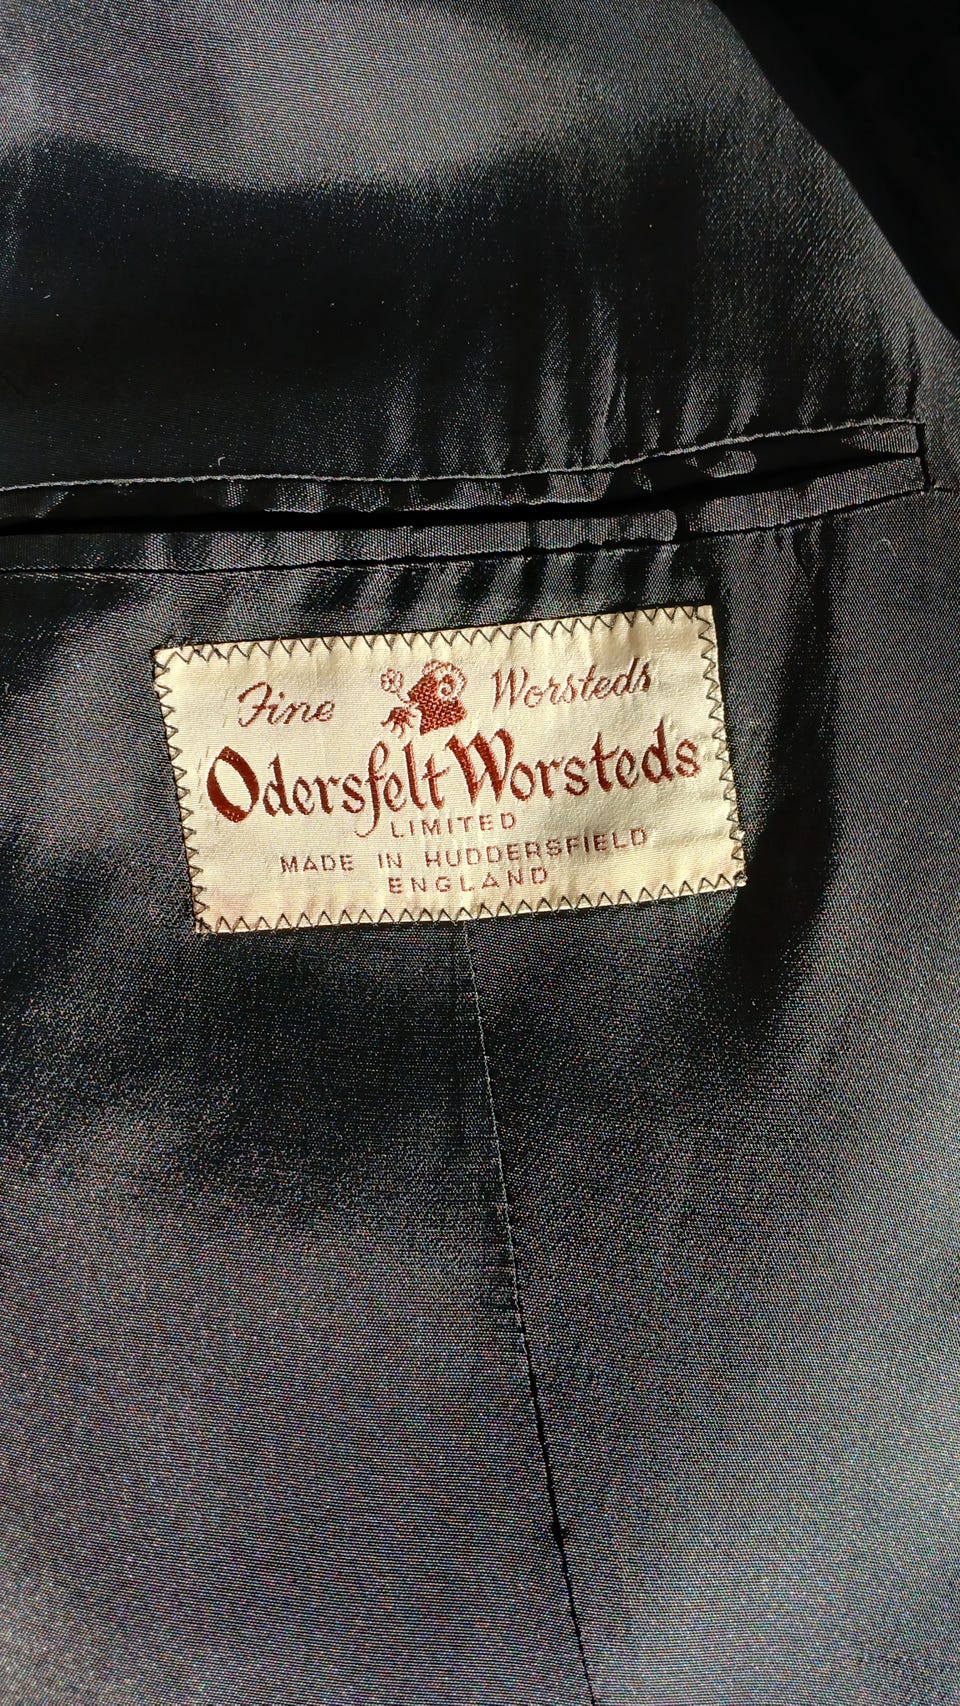 Fine Worsteds
Odersfelt Worsteds
LIMITED
MADE IN HUDDERSFIELD
ENGLAND